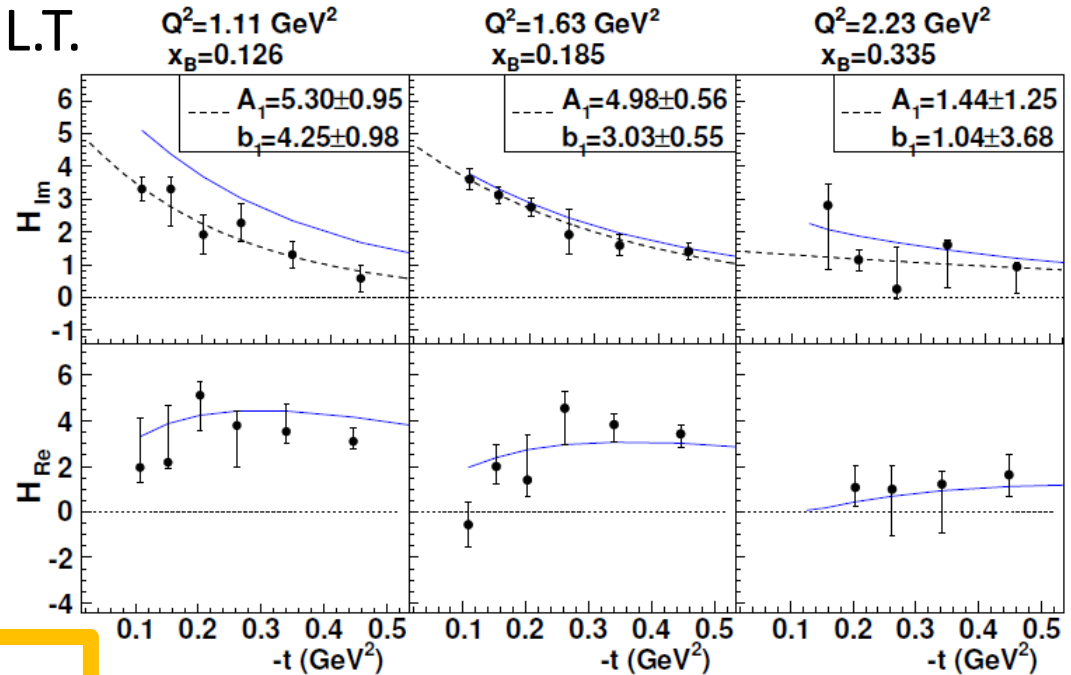 L.T.
Q²=1.11 GeV²
x_B=0.126
Q²=1.63 GeV²
x_B=0.185
Q²=2.23 GeV²
x_B=0.335
A₁=5.30±0.95
b₁=4.25±0.98
A₁=4.98±0.56
b₁=3.03±0.55
A₁=1.44±1.25
b₁=1.04±3.68
H_Im
6
5
4
3
2
1
0
-1
H_Re
6
4
2
0
-2
-4
0.1 0.2 0.3 0.4 0.5
0.1 0.2 0.3 0.4 0.5
0.1 0.2 0.3 0.4 0.5
-t (GeV²)
-t (GeV²)
-t (GeV²)